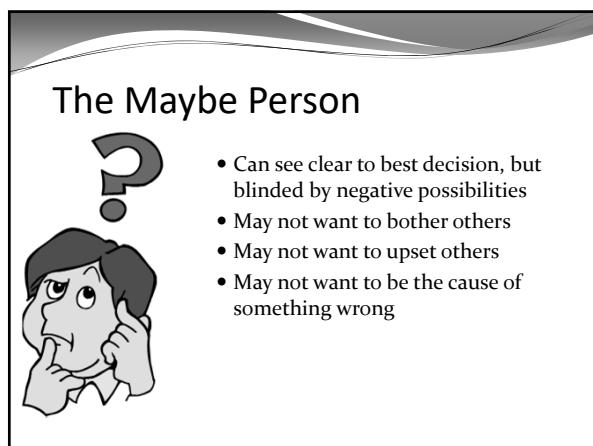 The Maybe Person
?
• Can see clear to best decision, but
blinded by negative possibilities
• May not want to bother others
• May not want to upset others
• May not want to be the cause of
something wrong